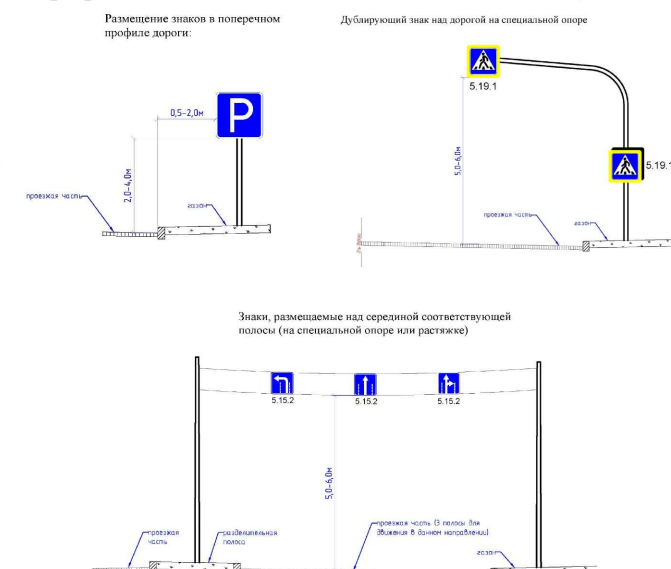 Размещение знаков в поперечном
профиле дороги:
Дублирующий знак над дорогой на специальной опоре
0,5-2,0м
P
2,0-4,0м
проезжая часть
газон
5.19.1
5,0-6,0м
5.19.1
проезжая часть
газон
Знаки, размещаемые над серединой соответствующей
полосы (на специальной опоре или растяжке)
5.15.2
5.15.2
5.15.2
5,0-6,0м
проезжая
часть
разделительная
полоса
проезжая часть (3 полосы для
движения в данном направлении)
газон